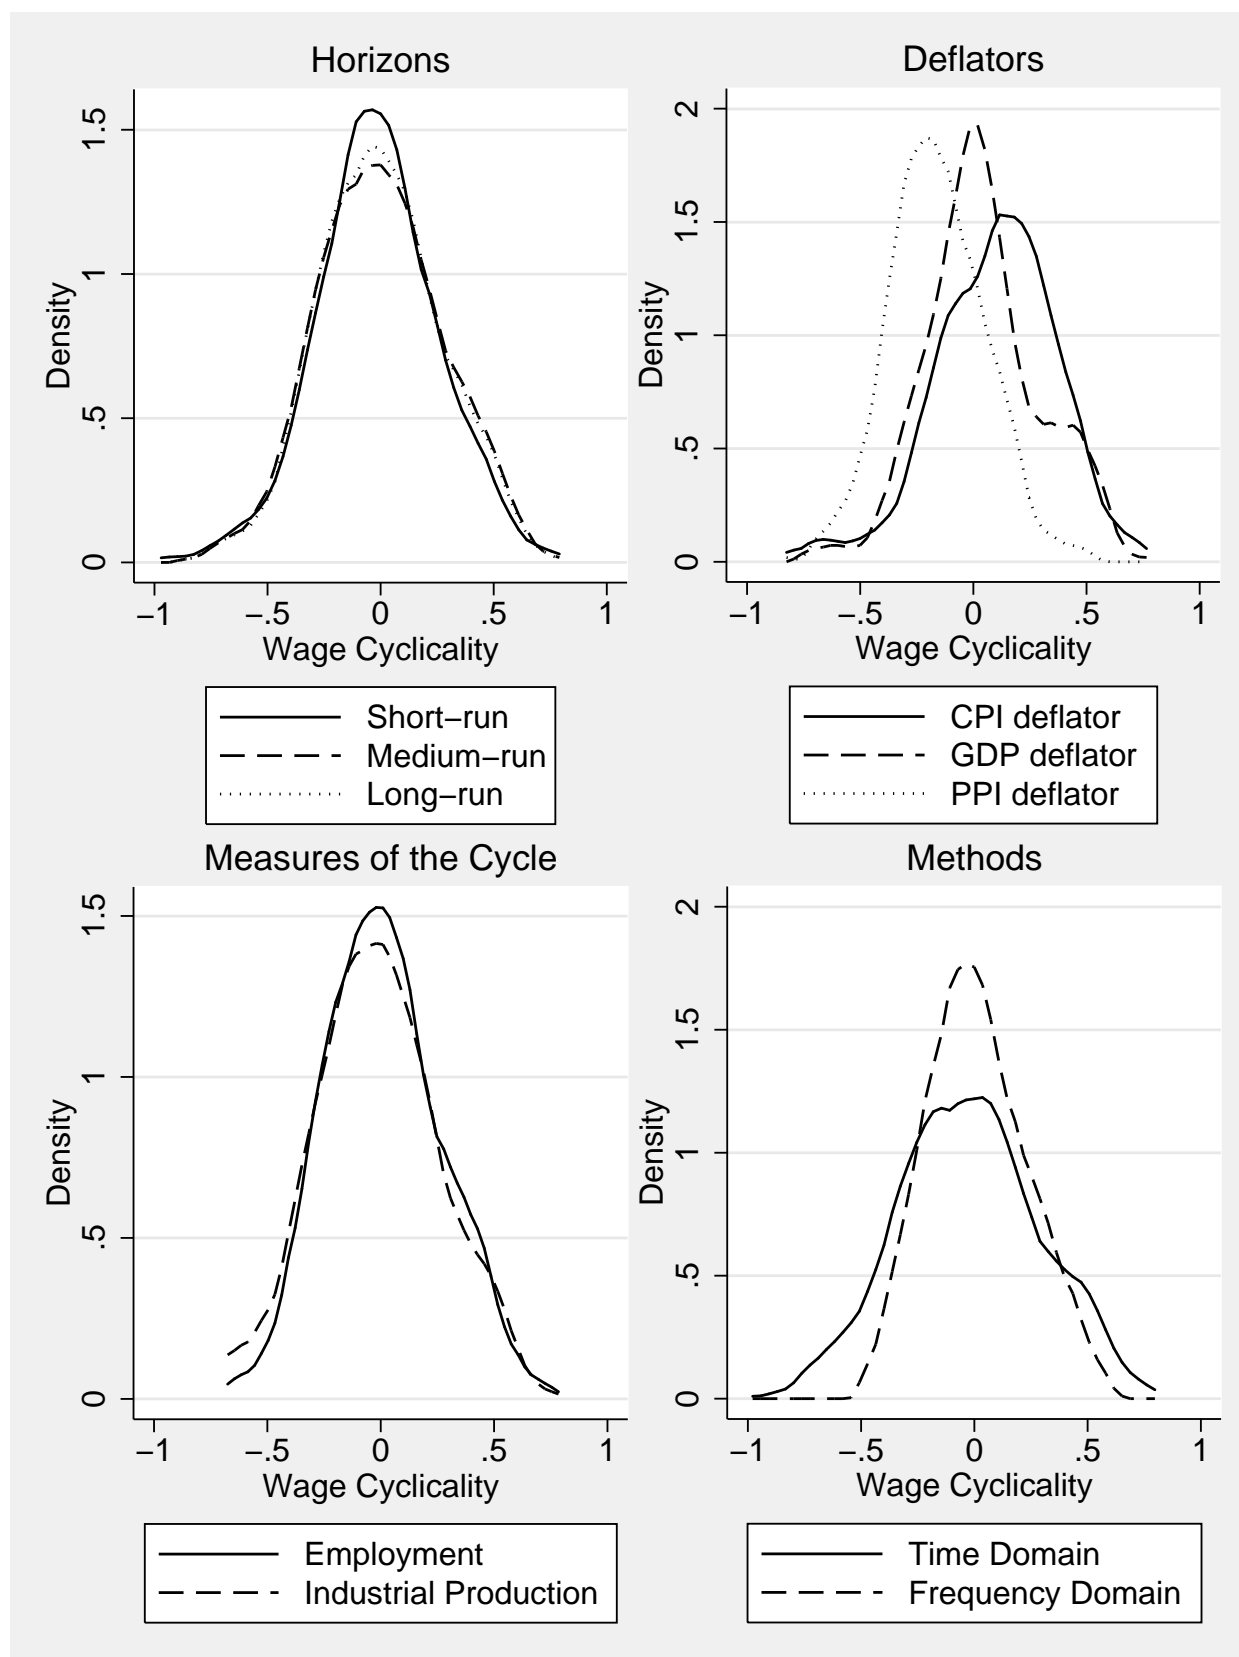 Horizons
Density
1.5
1
.5
0
−1 −.5 0 .5 1
Wage Cyclicality
Short−run
Medium−run
Long−run
Deflators
Density
2
1.5
1
.5
0
−1 −.5 0 .5 1
Wage Cyclicality
CPI deflator
GDP deflator
PPI deflator
Measures of the Cycle
Density
1.5
1
.5
0
−1 −.5 0 .5 1
Wage Cyclicality
Employment
Industrial Production
Methods
Density
2
1.5
1
.5
0
−1 −.5 0 .5 1
Wage Cyclicality
Time Domain
Frequency Domain